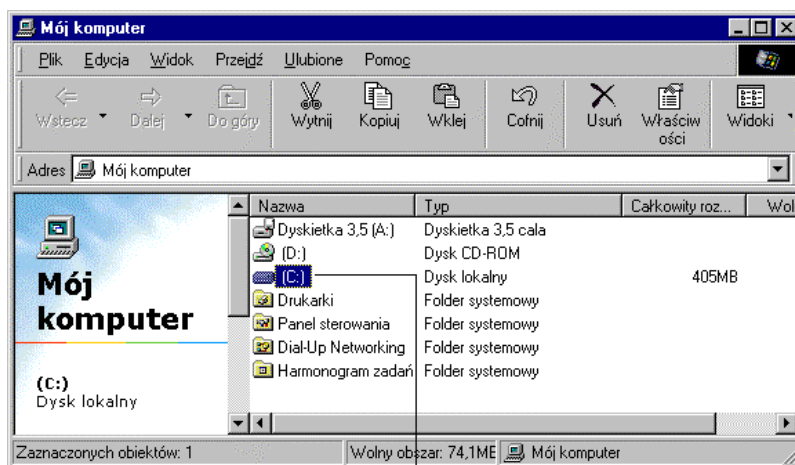 Mój komputer
Plik Edycja Widok Przejdź Ulubione Pomoc
Wstecz Dalej Do góry Wytnij Kopiuj Wklej Cofnij Usuń Właściw Widoki
ości
Adres Mój komputer
Nazwa Typ Całkowity roz... Wol
Dyskietka 3,5 (A:) Dyskietka 3,5 cala
(D:) Dysk CD-ROM
(C:) Dysk lokalny 405MB
Drukarki Folder systemowy
Panel sterowania Folder systemowy
Dial-Up Networking Folder systemowy
Harmonogram zadań Folder systemowy
Mój
komputer
(C:)
Dysk lokalny
Zaznaczonych obiektów: 1 Wolny obszar: 74,1ME Mój komputer